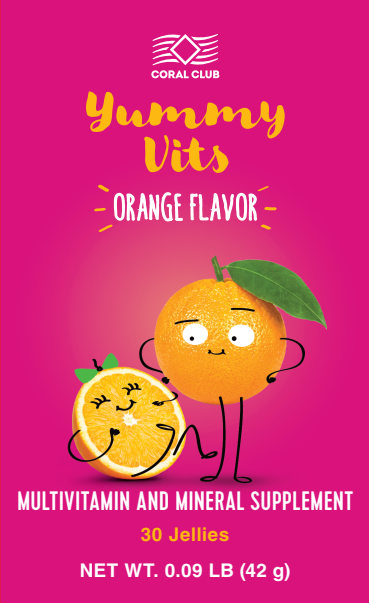 CORAL CLUB
Yummy
Vits
ORANGE FLAVOR
MULTIVITAMIN AND MINERAL SUPPLEMENT
30 Jellies
NET WT. 0.09 LB (42 g)